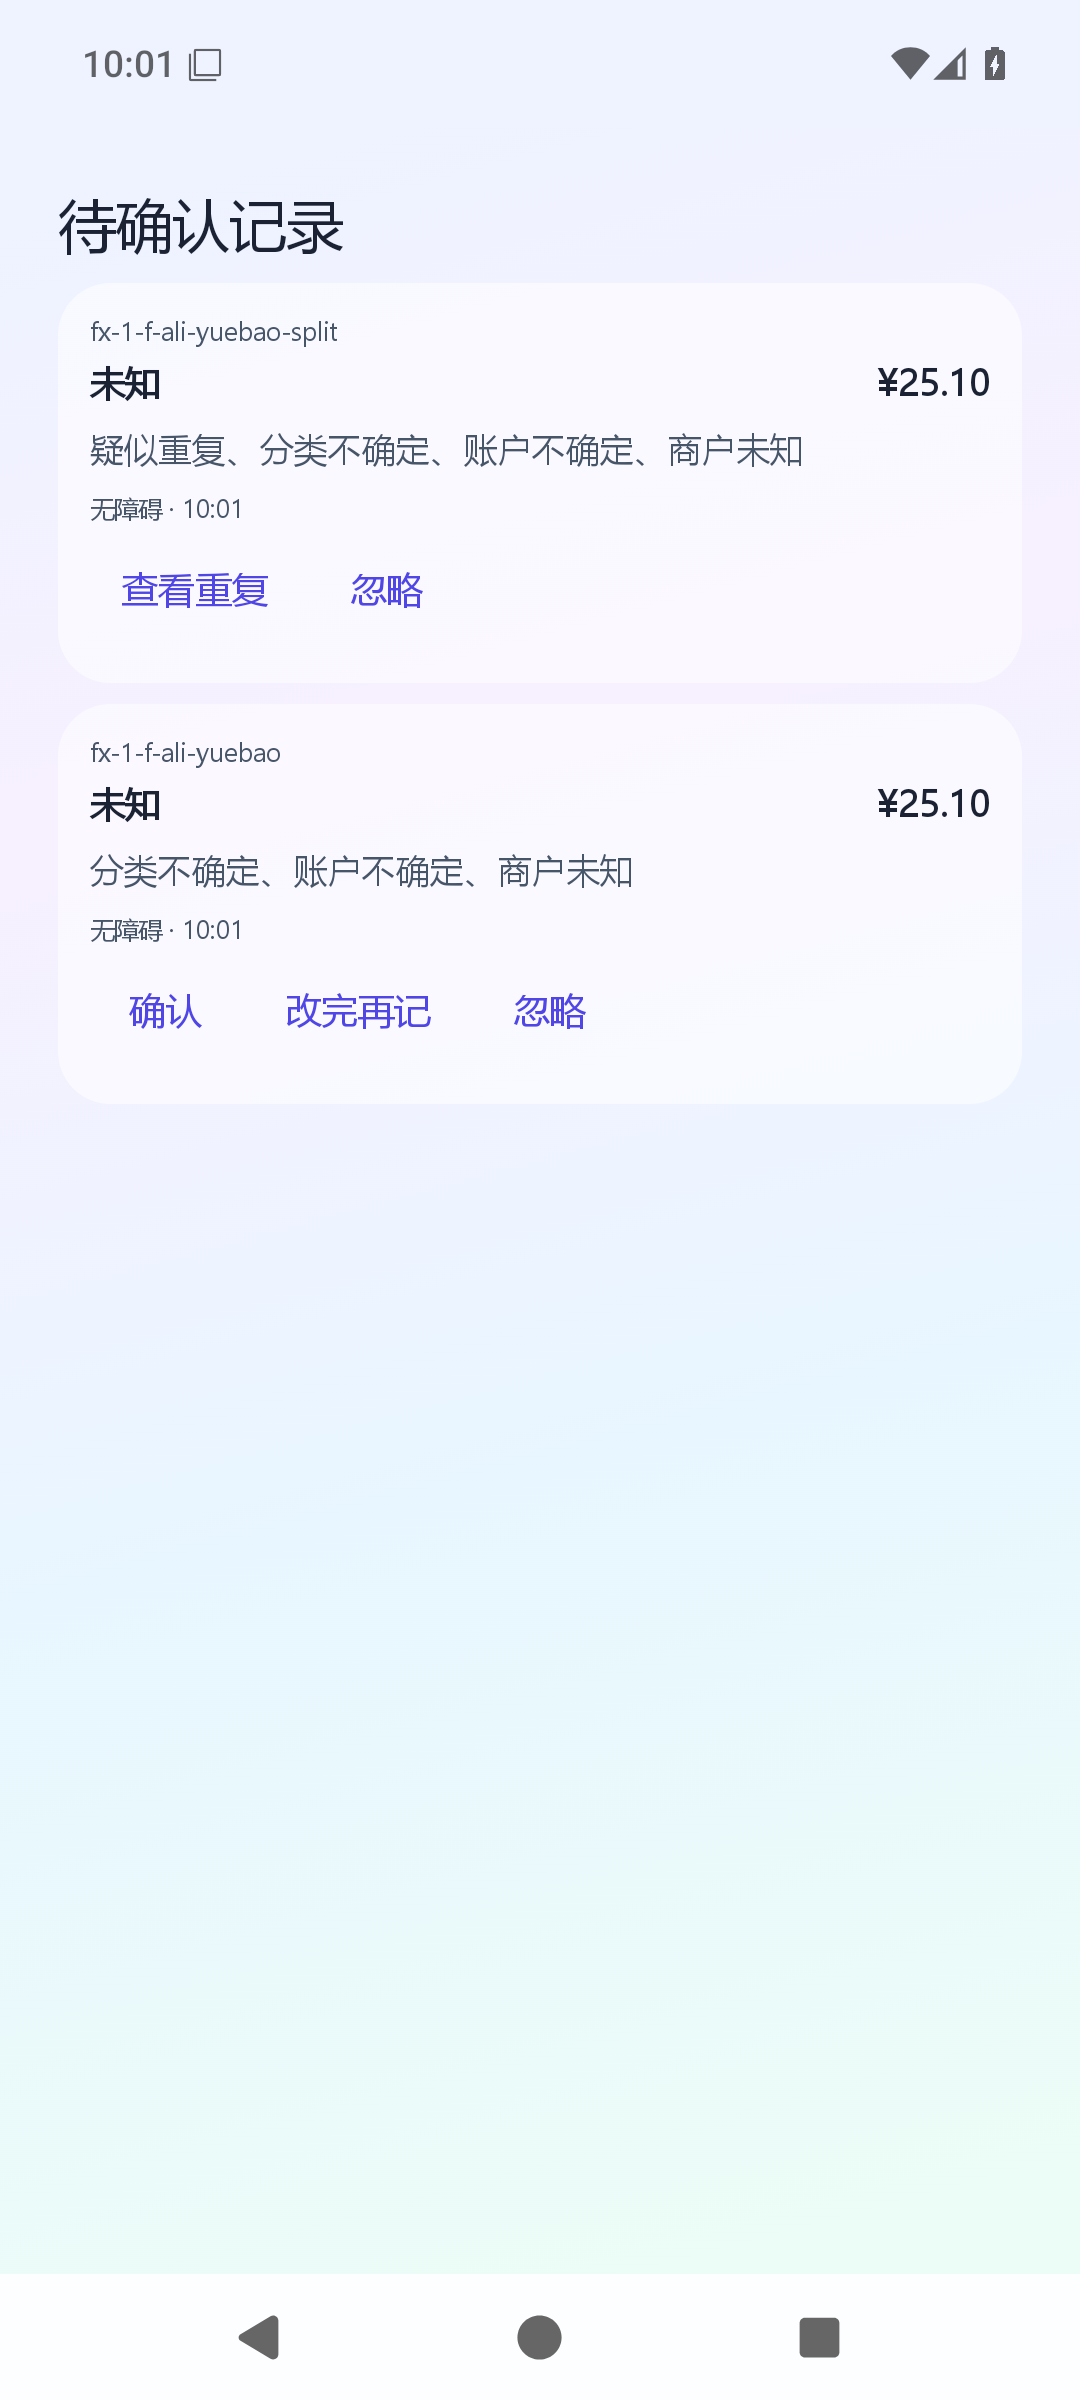 10:01
待确认记录
fx-1-f-ali-yuebao-split
未知 ¥25.10
疑似重复、分类不确定、账户不确定、商户未知
无障碍 · 10:01
查看重复 忽略
fx-1-f-ali-yuebao
未知 ¥25.10
分类不确定、账户不确定、商户未知
无障碍 · 10:01
确认 改完再记 忽略